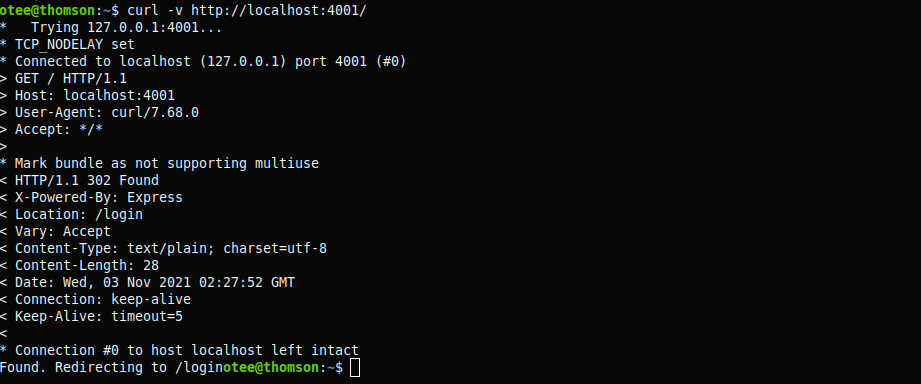 otee@thomson:~$ curl -v http://localhost:4001/
*   Trying 127.0.0.1:4001...
* TCP_NODELAY set
* Connected to localhost (127.0.0.1) port 4001 (#0)
> GET / HTTP/1.1
> Host: localhost:4001
> User-Agent: curl/7.68.0
> Accept: */*
>
* Mark bundle as not supporting multiuse
< HTTP/1.1 302 Found
< X-Powered-By: Express
< Location: /login
< Vary: Accept
< Content-Type: text/plain; charset=utf-8
< Content-Length: 28
< Date: Wed, 03 Nov 2021 02:27:52 GMT
< Connection: keep-alive
< Keep-Alive: timeout=5
<
* Connection #0 to host localhost left intact
Found. Redirecting to /loginotee@thomson:~$